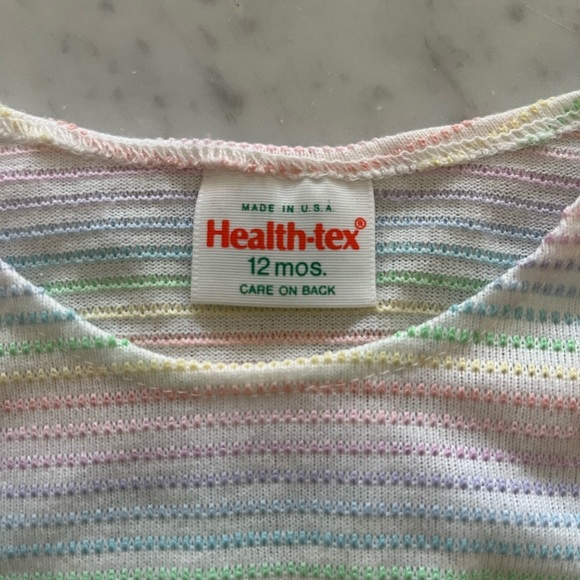 MADE IN U.S.A.
Health-tex®
12 mos.
CARE ON BACK